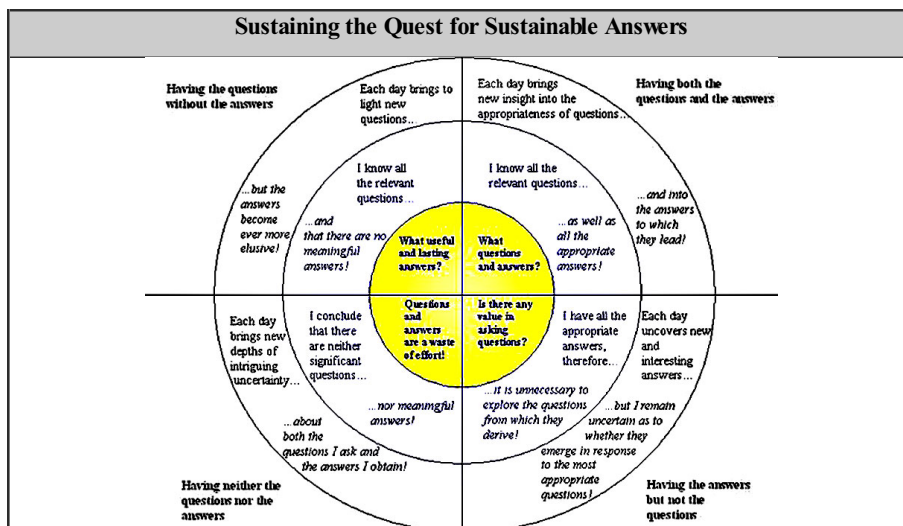 Sustaining the Quest for Sustainable Answers
Having the questions
without the answers
Each day brings to
light new
questions...
...but the
answers
become
ever more
elusive!
I know all
the relevant
questions...
...and
that there are no
meaningful
answers!
What useful
and lasting
answers?
Each day brings
new insight into the
appropriateness of questions...
Having both the
questions and the answers
I know all the
relevant questions...
...and into
the answers
to which
they lead!
...as well as
all the
appropriate
answers!
What
questions
and answers?
Questions
and
answers
are a waste
of effort!
I conclude
that there
are neither
significant
questions...
Each day
brings new
depths of
intriguing
uncertainty...
...nor meaningful
answers!
...about
both the
questions I ask and
the answers I obtain!
Having neither the
questions nor the
answers
Is there any
value in
asking
questions?
I have all the
appropriate
answers,
therefore...
Each day
uncovers new
and
interesting
answers...
...it is unnecessary to
explore the questions
from which they
derive!
...but I remain
uncertain as to
whether they
emerge in response
to the most
appropriate
questions!
Having the answers
but not the
questions